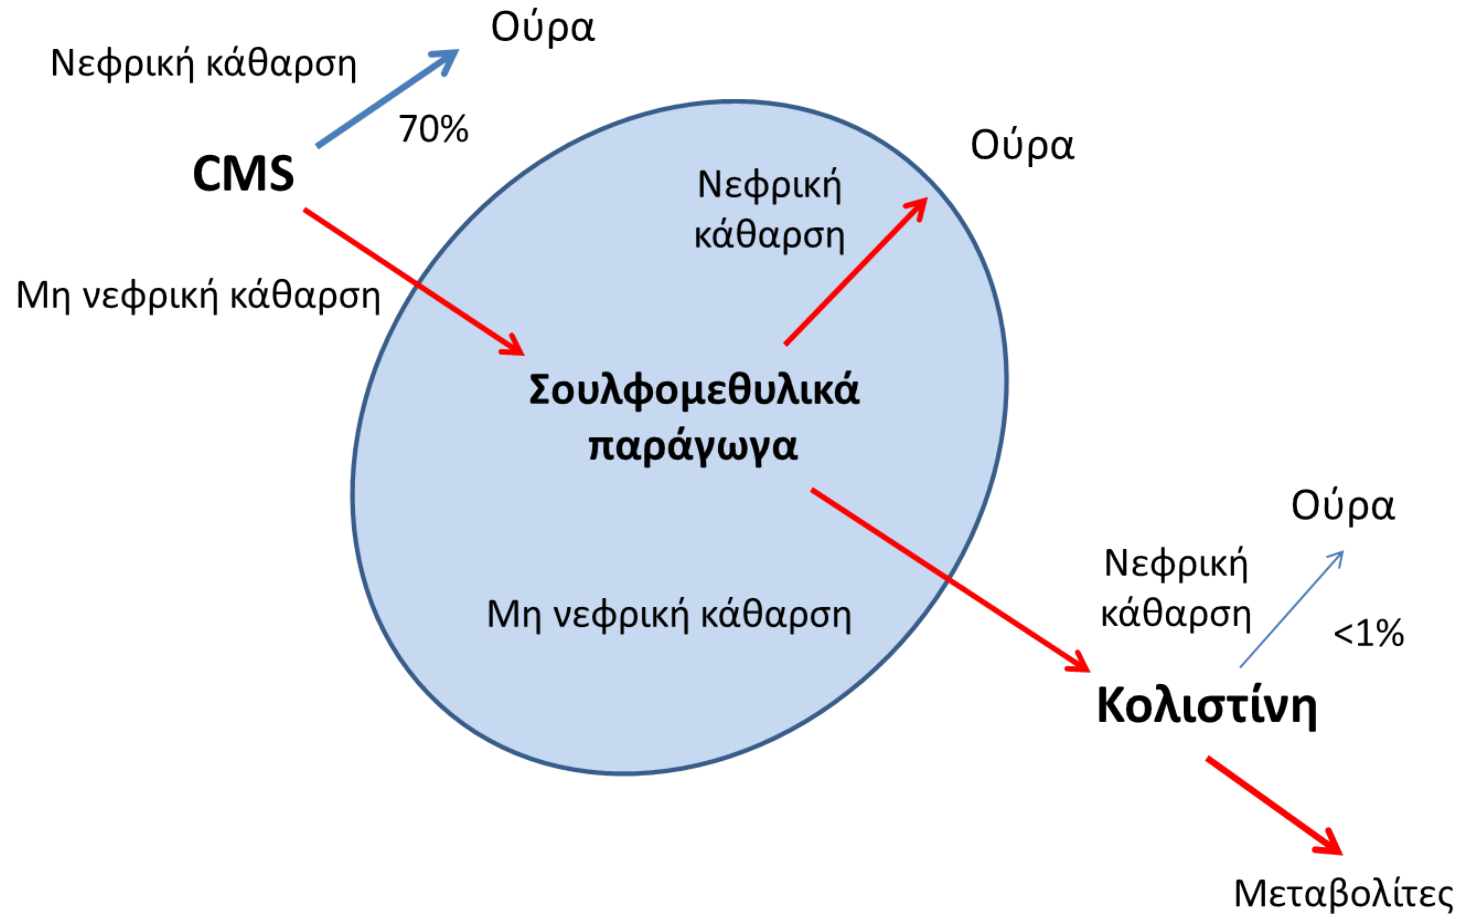 Ούρα
Νεφρική κάθαρση
70%
CMS
Ούρα
Νεφρική
κάθαρση
Μη νεφρική κάθαρση
Σουλφομεθυλικά
παράγωγα
Ούρα
Νεφρική
κάθαρση
Μη νεφρική κάθαρση
<1%
Κολιστίνη
Μεταβολίτες